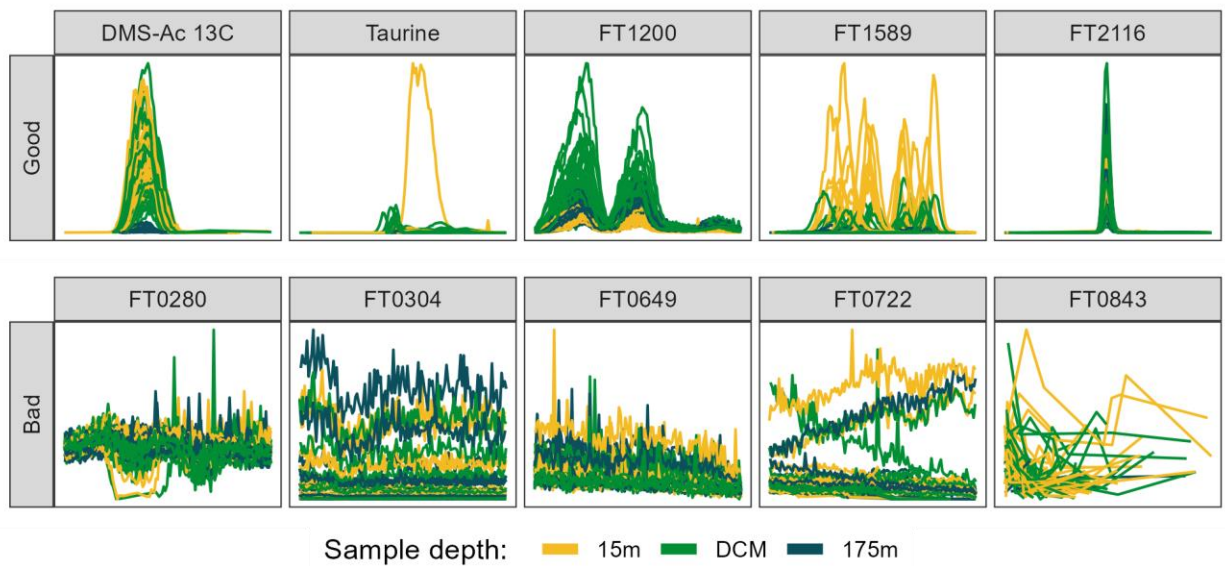 DMS-Ac 13C Taurine FT1200 FT1589 FT2116
Good
FT0280 FT0304 FT0649 FT0722 FT0843
Bad
Sample depth: 15m DCM 175m